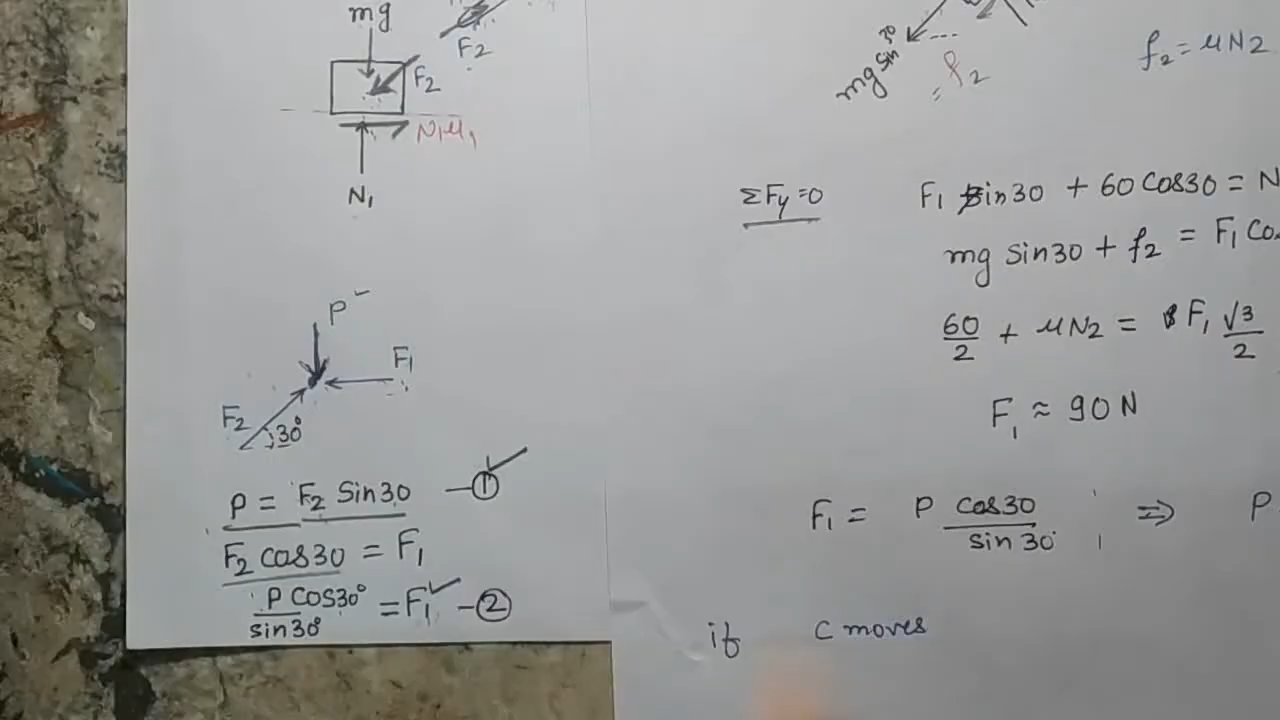 mg
F2
F2
N1μ1
N1
P
F1
F2
30°
P = F2 Sin30 —①
F2 cos30 = F1
P Cos30° / sin30° = F1 —②
mg sin30
= f2
f2 = μN2
ΣFy=0
F1 sin30 + 60 Cos30 = N
mg sin30 + f2 = F1 Co
60/2 + μN2 = F1 √3/2
F1 ≈ 90 N
F1 = P cos30 / sin30° ⇒ P
if C moves